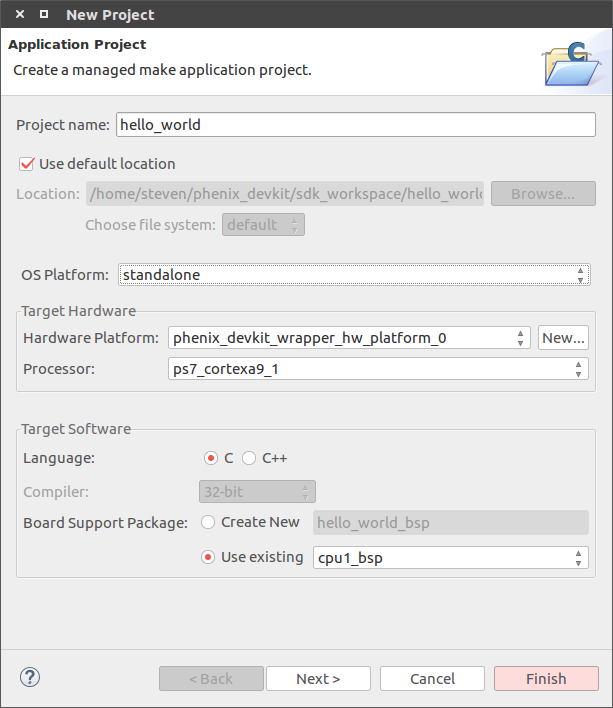 New Project
Application Project
Create a managed make application project.
C
Project name: hello_world
Use default location
Location: /home/steven/phenix_devkit/sdk_workspace/hello_worl Browse...
Choose file system: default
OS Platform: standalone
Target Hardware
Hardware Platform: phenix_devkit_wrapper_hw_platform_0 New...
Processor: ps7_cortexa9_1
Target Software
Language: C C++
Compiler: 32-bit
Board Support Package: Create New hello_world_bsp
Use existing cpu1_bsp
? < Back Next > Cancel Finish